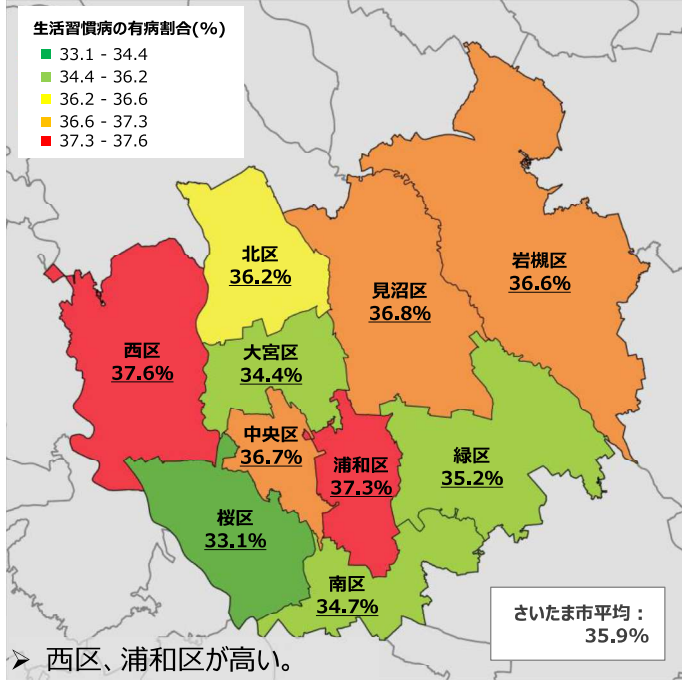 生活習慣病の有病割合(%)
33.1 - 34.4
34.4 - 36.2
36.2 - 36.6
36.6 - 37.3
37.3 - 37.6
北区
36.2%
岩槻区
36.6%
見沼区
36.8%
西区
37.6%
大宮区
34.4%
中央区
36.7%
浦和区
37.3%
緑区
35.2%
桜区
33.1%
南区
34.7%
さいたま市平均：
35.9%
➢ 西区、浦和区が高い。